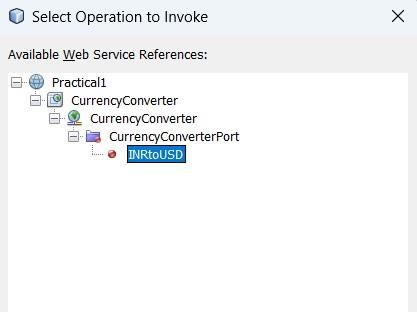 Select Operation to Invoke
Available Web Service References:
Practical1
CurrencyConverter
CurrencyConverter
CurrencyConverterPort
INRtoUSD